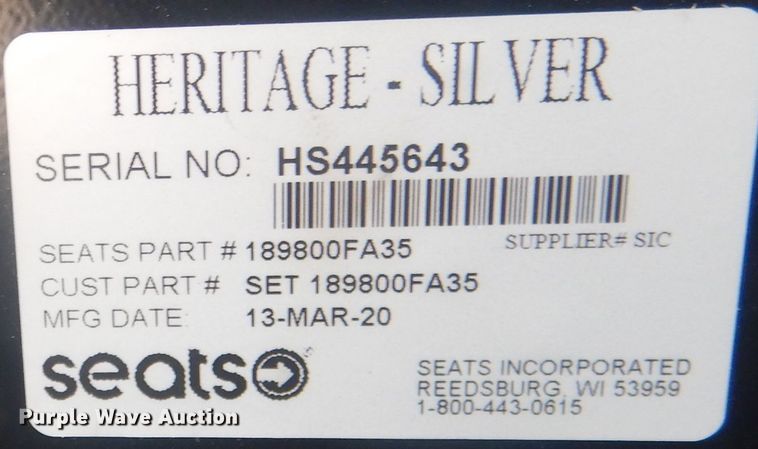 HERITAGE - SILVER
SERIAL NO: HS445643
SEATS PART # 189800FA35
SUPPLIER# SIC
CUST PART # SET 189800FA35
MFG DATE: 13-MAR-20
seats
SEATS INCORPORATED
REEDSBURG, WI 53959
1-800-443-0615
Purple Wave Auction